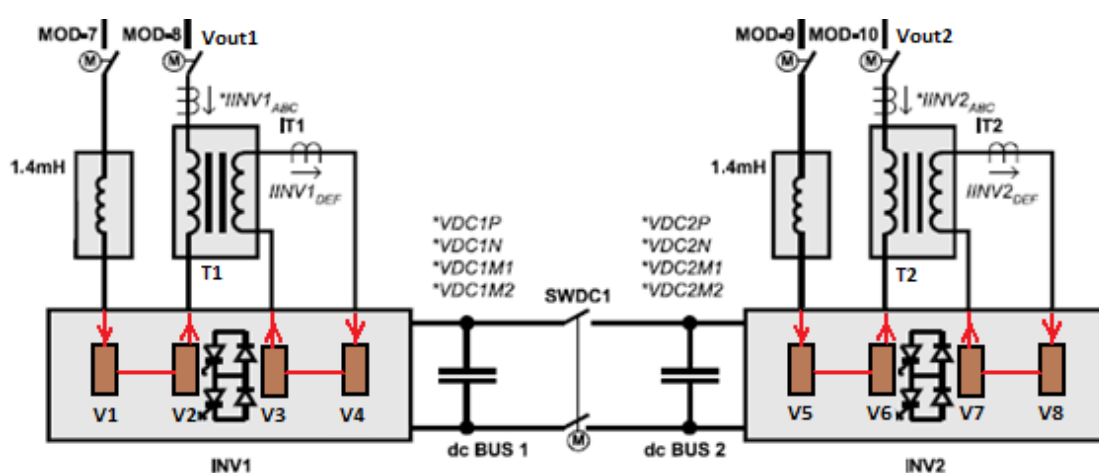 MOD-7 MOD-8 Vout1
MOD-9 MOD-10 Vout2
M
M
M
M
*IINV1ABC
*IINV2ABC
IT1
IT2
1.4mH
1.4mH
IINV1DEF
IINV2DEF
T1
T2
*VDC1P
*VDC1N
*VDC1M1
*VDC1M2
*VDC2P
*VDC2N
*VDC2M1
*VDC2M2
SWDC1
V1 V2 V3 V4
V5 V6 V7 V8
dc BUS 1
M
dc BUS 2
INV1
INV2